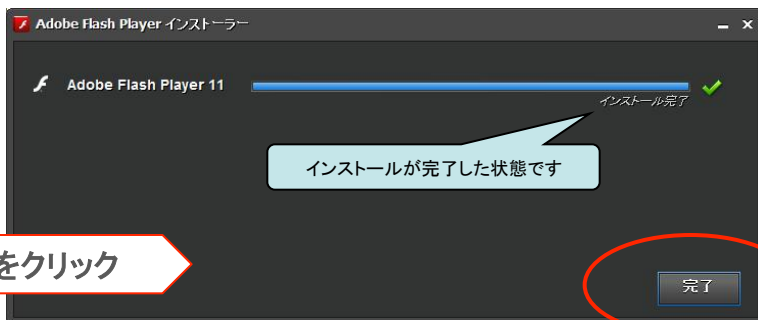 Adobe Flash Player インストーラー
Adobe Flash Player 11
インストール完了
インストールが完了した状態です
をクリック
完了